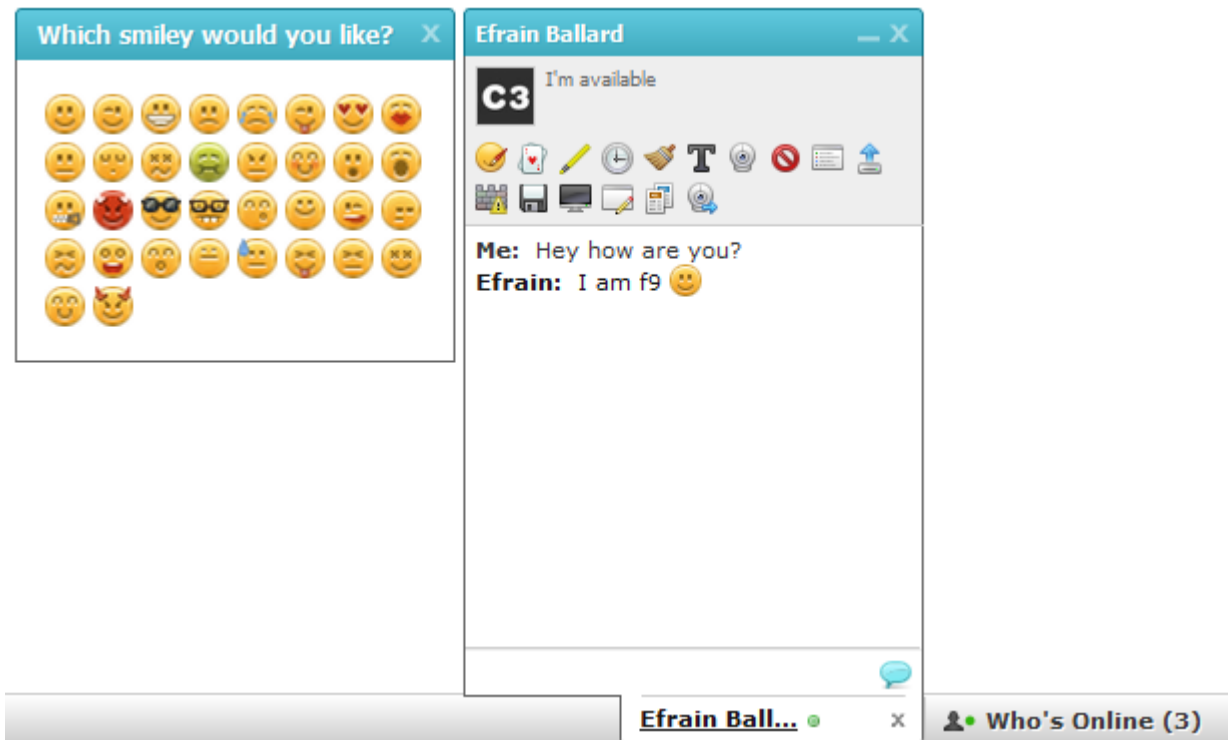 Which smiley would you like? X
Efrain Ballard X
C3 I'm available
Me: Hey how are you?
Efrain: I am f9
Efrain Ball... x
Who's Online (3)